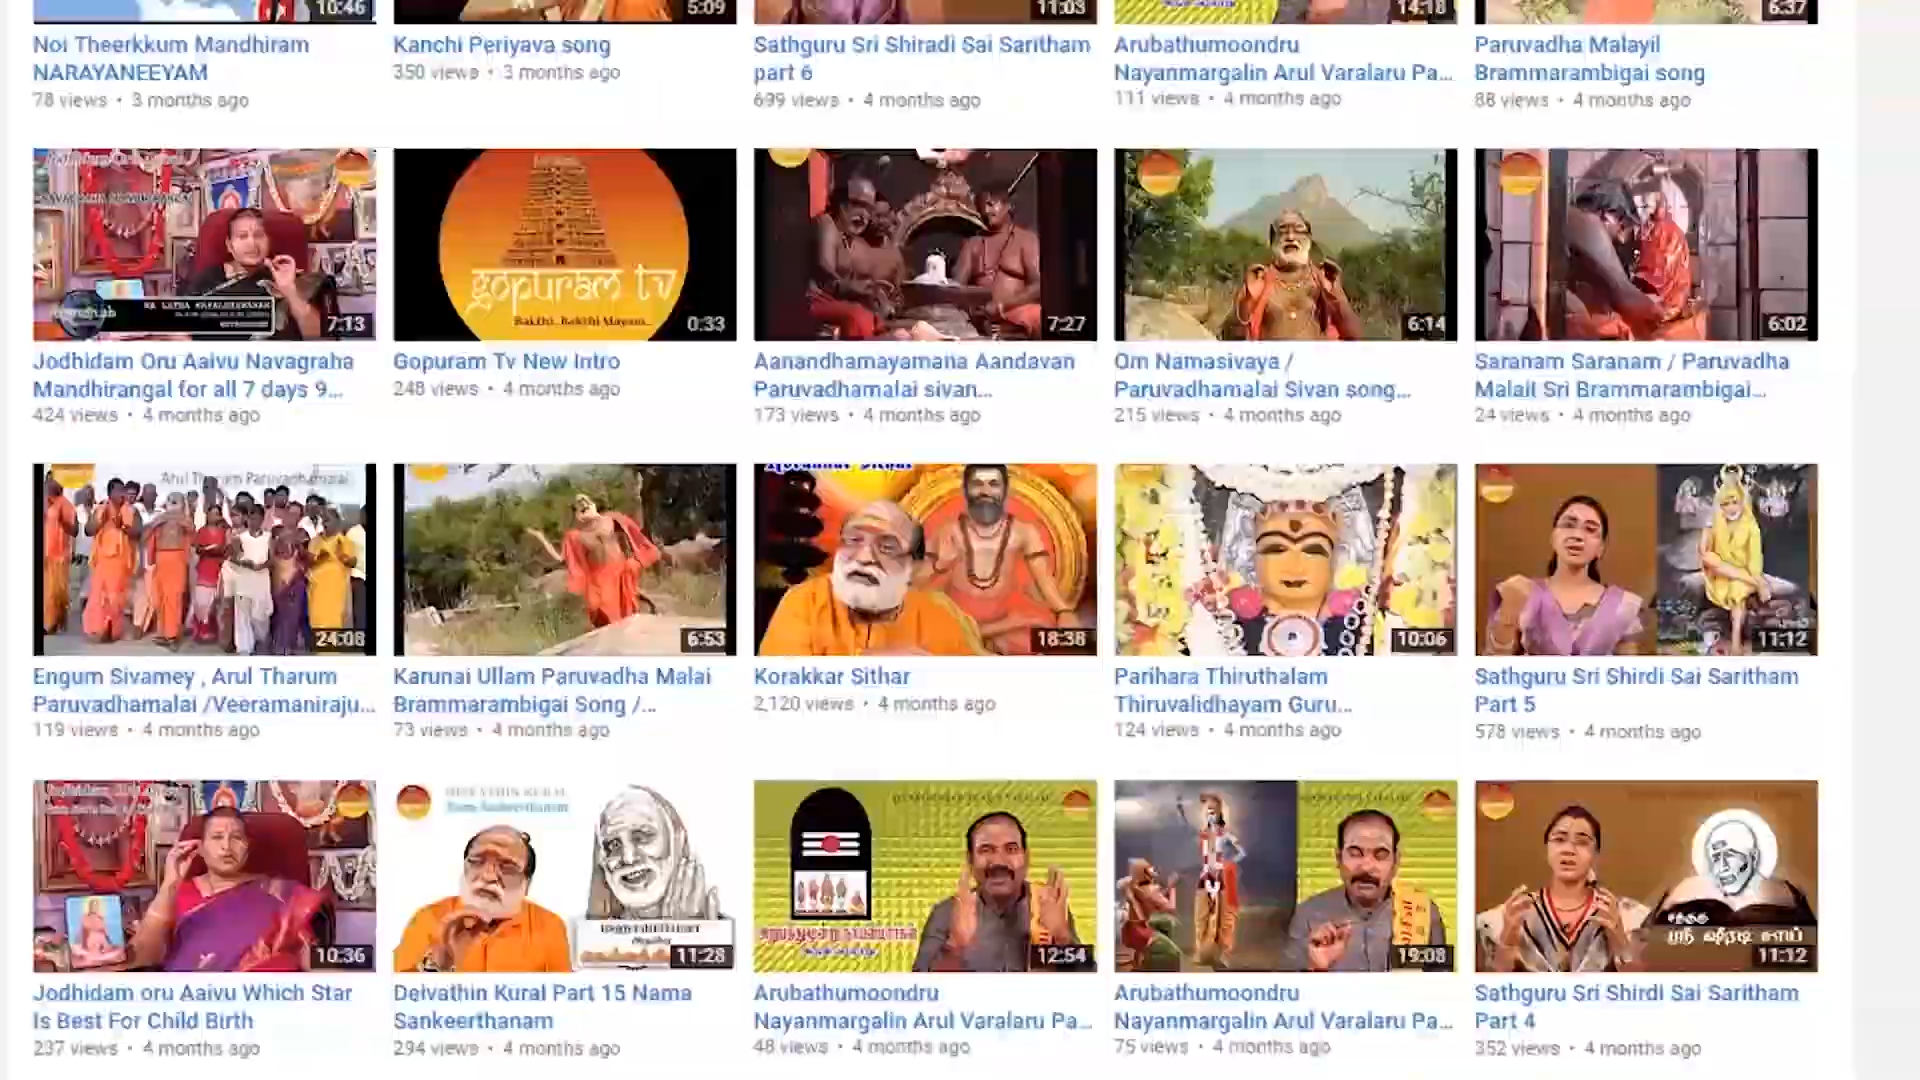 10:46
5:09
11:03
14:18
6:37
Noi Theerkkum Mandhiram
NARAYANEEYAM
78 views • 3 months ago
Kanchi Periyava song
350 views • 3 months ago
Sathguru Sri Shiradi Sai Saritham
part 6
699 views • 4 months ago
Arubathumoondru
Nayanmargalin Arul Varalaru Pa...
111 views • 4 months ago
Paruvadha Malayil
Brammarambigai song
88 views • 4 months ago
7:13
gopuram tv
Bakthi.. Bakthi Mayam...
0:33
7:27
6:14
6:02
Jodhidam Oru Aaivu Navagraha
Mandhirangal for all 7 days 9...
424 views • 4 months ago
Gopuram Tv New Intro
248 views • 4 months ago
Aanandhamayamana Aandavan
Paruvadhamalai sivan...
173 views • 4 months ago
Om Namasivaya /
Paruvadhamalai Sivan song...
215 views • 4 months ago
Saranam Saranam / Paruvadha
Malail Sri Brammarambigai...
24 views • 4 months ago
Arul Tharum Paruvadhamalai
24:08
6:53
Korakkar Sithar
18:38
10:06
11:12
Engum Sivamey , Arul Tharum
Paruvadhamalai /Veeramaniraju...
119 views • 4 months ago
Karunai Ullam Paruvadha Malai
Brammarambigai Song /...
73 views • 4 months ago
Korakkar Sithar
2,120 views • 4 months ago
Parihara Thiruthalam
Thiruvalidhayam Guru...
124 views • 4 months ago
Sathguru Sri Shirdi Sai Saritham
Part 5
578 views • 4 months ago
10:36
DEIVATHIN KURAL
Nama Sankeerthanam
11:28
12:54
19:08
ஸ்ரீ ஷிரடி சாய்
11:12
Jodhidam oru Aaivu Which Star
Is Best For Child Birth
237 views • 4 months ago
Deivathin Kural Part 15 Nama
Sankeerthanam
294 views • 4 months ago
Arubathumoondru
Nayanmargalin Arul Varalaru Pa...
48 views • 4 months ago
Arubathumoondru
Nayanmargalin Arul Varalaru Pa...
75 views • 4 months ago
Sathguru Sri Shirdi Sai Saritham
Part 4
352 views • 4 months ago